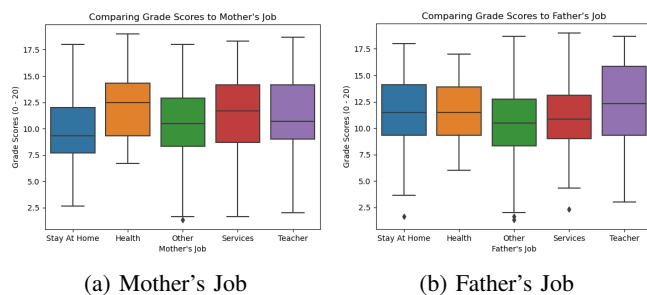 Comparing Grade Scores to Mother's Job
Grade Scores (0 - 20)
17.5
15.0
12.5
10.0
7.5
5.0
2.5
Stay At Home Health Other Services Teacher
Mother's Job
(a) Mother's Job
Comparing Grade Scores to Father's Job
Grade Scores (0 - 20)
17.5
15.0
12.5
10.0
7.5
5.0
2.5
Stay At Home Health Other Services Teacher
Father's Job
(b) Father's Job